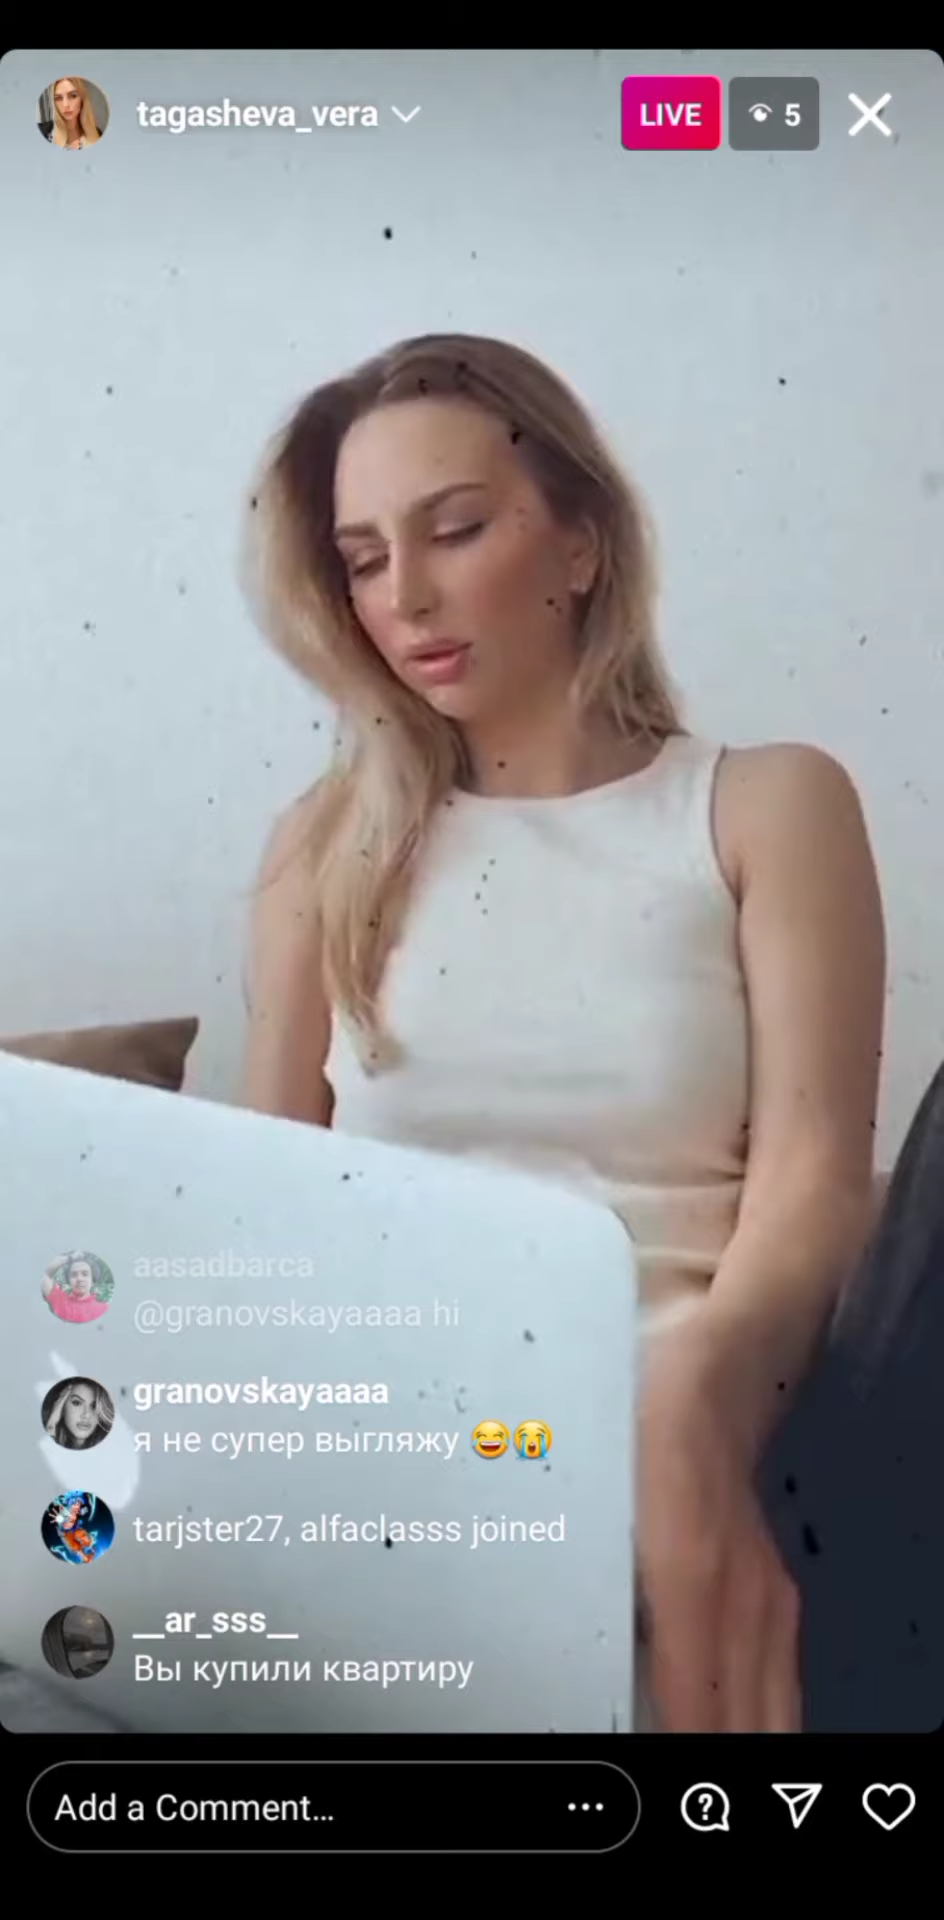 tagasheva_vera
LIVE
5
aasadbarca
@granovskayaaaa hi
granovskayaaaa
я не супер выгляжу 😂😭
tarjster27, alfaclasss joined
__ar_sss__
Вы купили квартиру
Add a Comment...